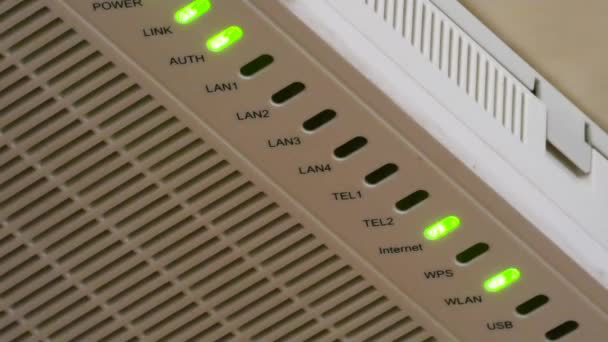 POWER
LINK
AUTH
LAN1
LAN2
LAN3
LAN4
TEL1
TEL2
Internet
WPS
WLAN
USB